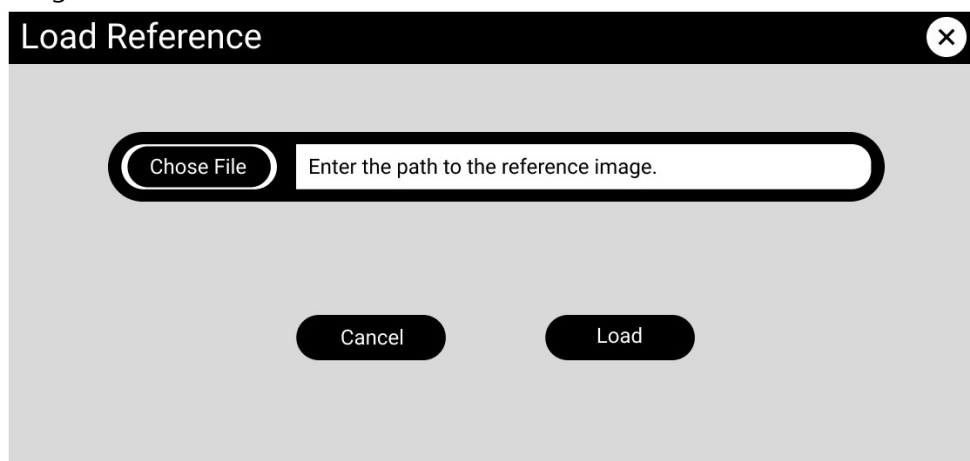 Load Reference
Chose File
Enter the path to the reference image.
Cancel
Load